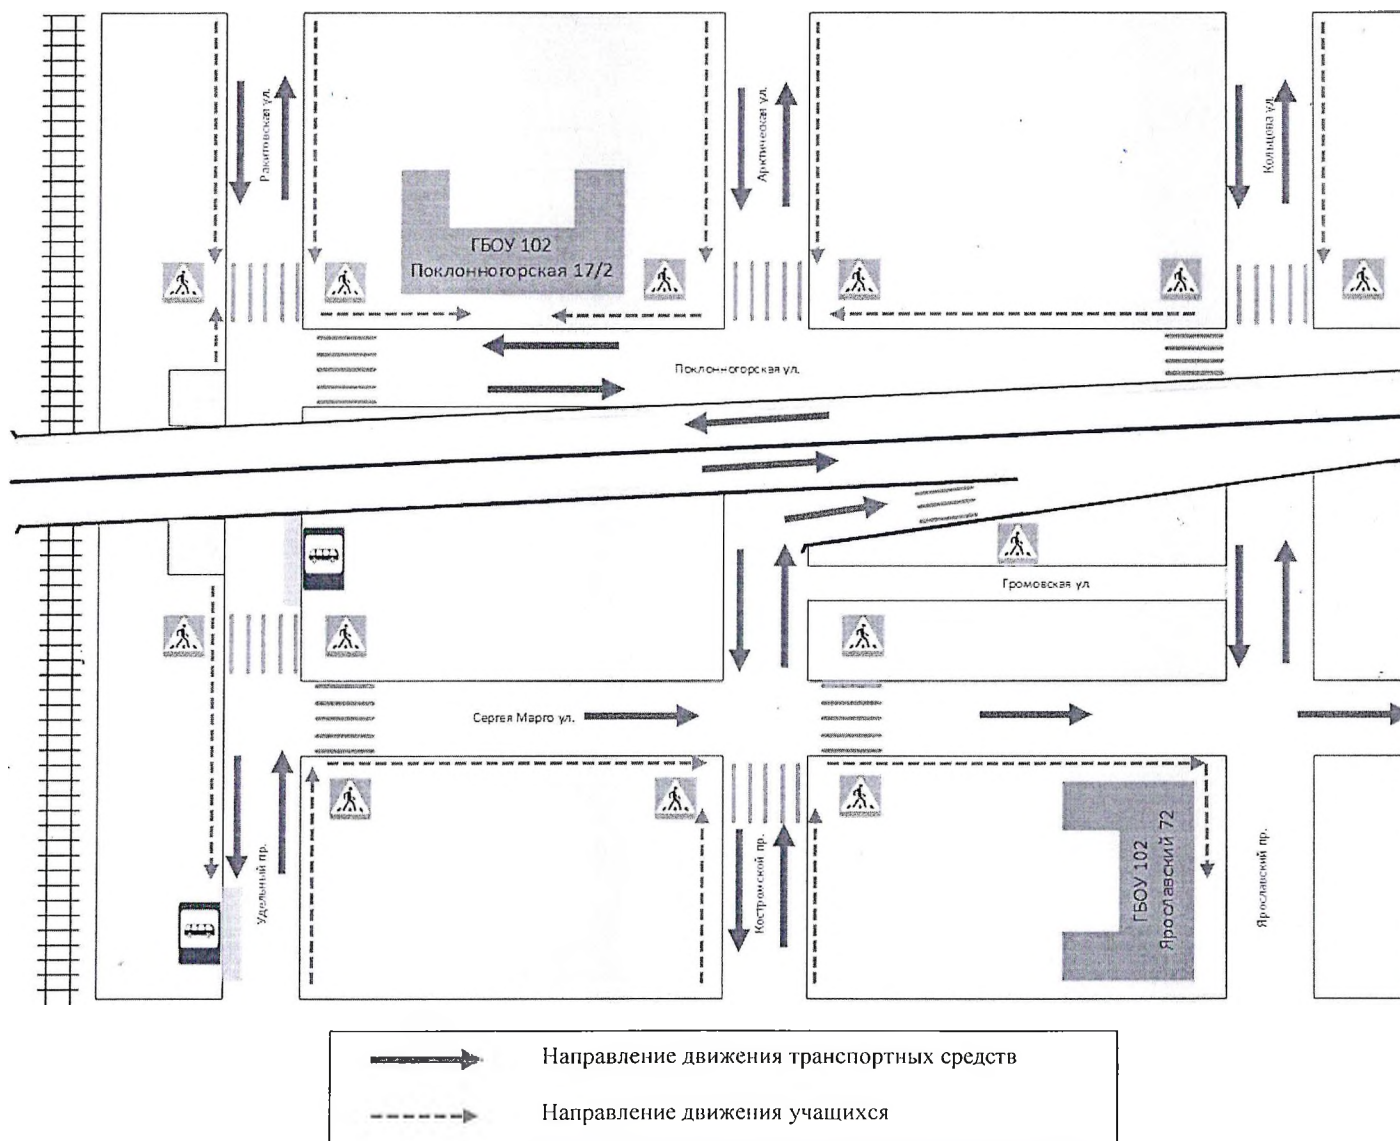 Ракитовская ул.
Арктическая ул.
Кольцова ул.
ГБОУ 102
Поклонногорская 17/2
Поклонногорская ул.
Громовская ул.
Сергея Марго ул.
Удельный пр.
Костромской пр.
ГБОУ 102
Ярославский 72
Ярославский пр.
Направление движения транспортных средств
Направление движения учащихся